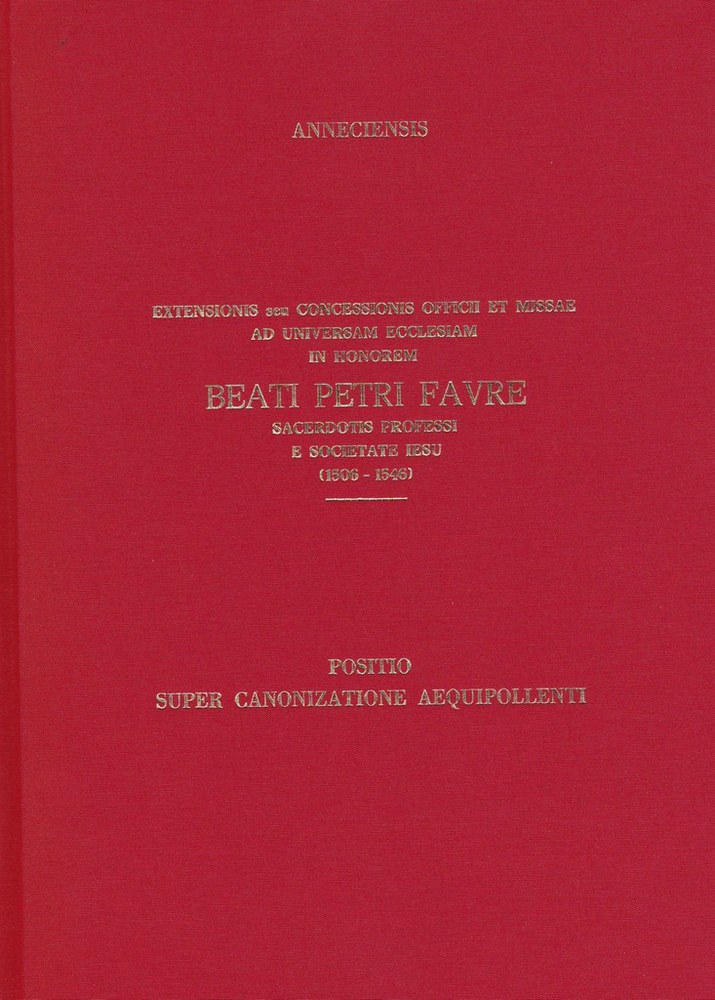 ANNECIENSIS
EXTENSIONIS seu CONCESSIONIS OFFICII ET MISSAE
AD UNIVERSAM ECCLESIAM
IN HONOREM
BEATI PETRI FAVRE
SACERDOTIS PROFESSI
E SOCIETATE IESU
(1506 - 1546)
POSITIO
SUPER CANONIZATIONE AEQUIPOLLENTI